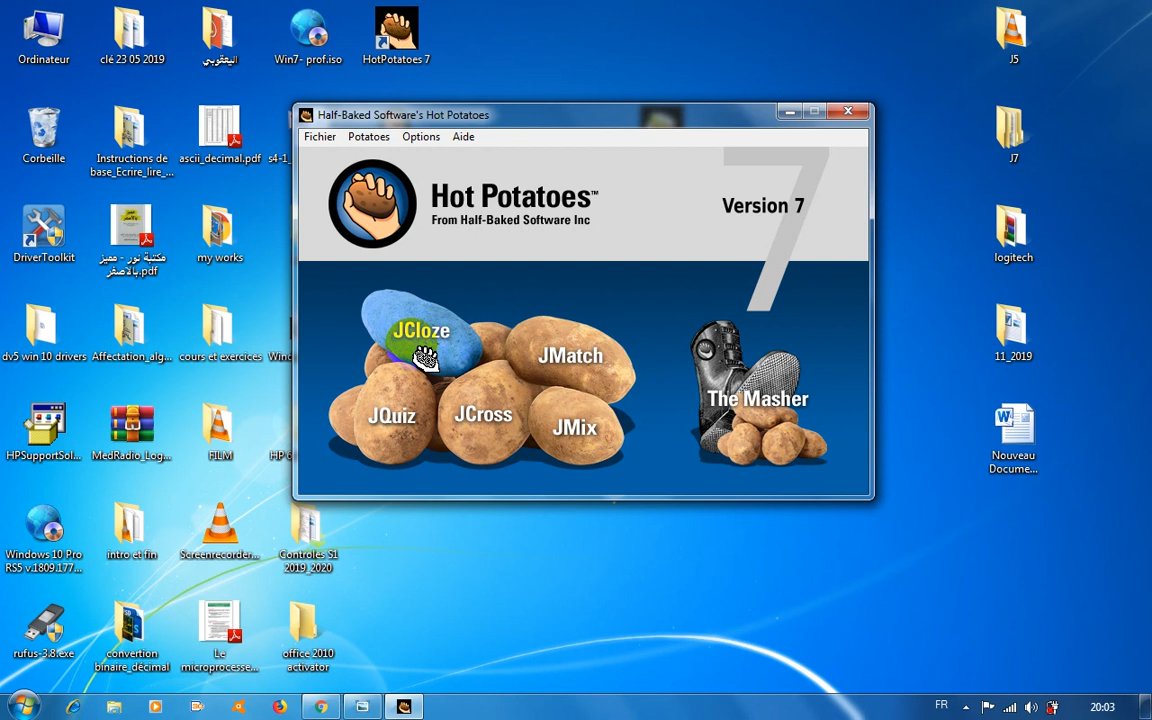 Ordinateur
clé 23 05 2019
اليعقوبي
Win7- prof.iso
HotPotatoes 7
J5
Corbeille
Instructions de
base_Ecrire_lire_...
ascii_decimal.pdf
s4-1_
J7
DriverToolkit
مكتبة نور - مميز
بالأصفر.pdf
my works
logitech
dv5 win 10 drivers
Affectation_alg...
cours et exercices
Wind
11_2019
HPSupportSol...
MedRadio_Log...
FILM
HP 6
Nouveau
Docume...
Windows 10 Pro
RS5 v.1809.177...
intro et fin
Screenrecorder...
Controles S1
2019_2020
rufus-3.8.exe
convertion
binaire_décimal
Le
microprocesse...
office 2010
activator
Half-Baked Software's Hot Potatoes
Fichier Potatoes Options Aide
Hot Potatoes™
From Half-Baked Software Inc
7
Version 7
JCloze
JMatch
JQuiz
JCross
JMix
The Masher
FR
20:03